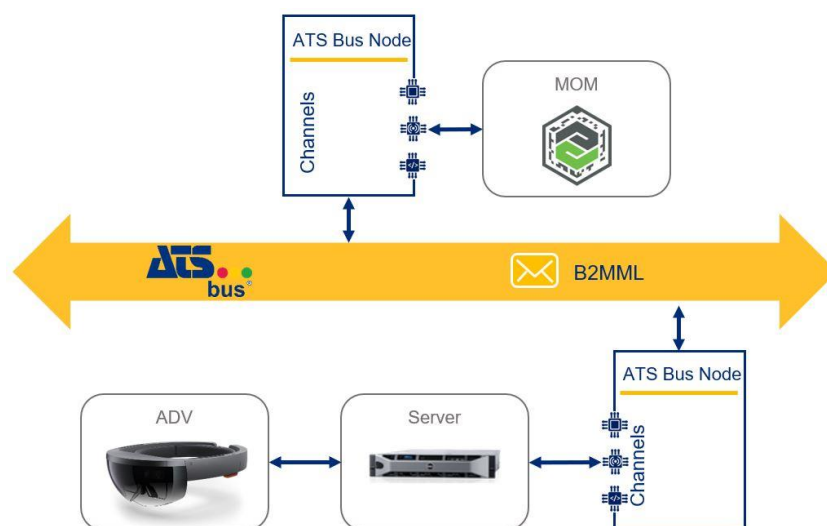 ATS Bus Node
Channels
MOM
ATS
bus®
B2MML
ATS Bus Node
Channels
ADV
Server